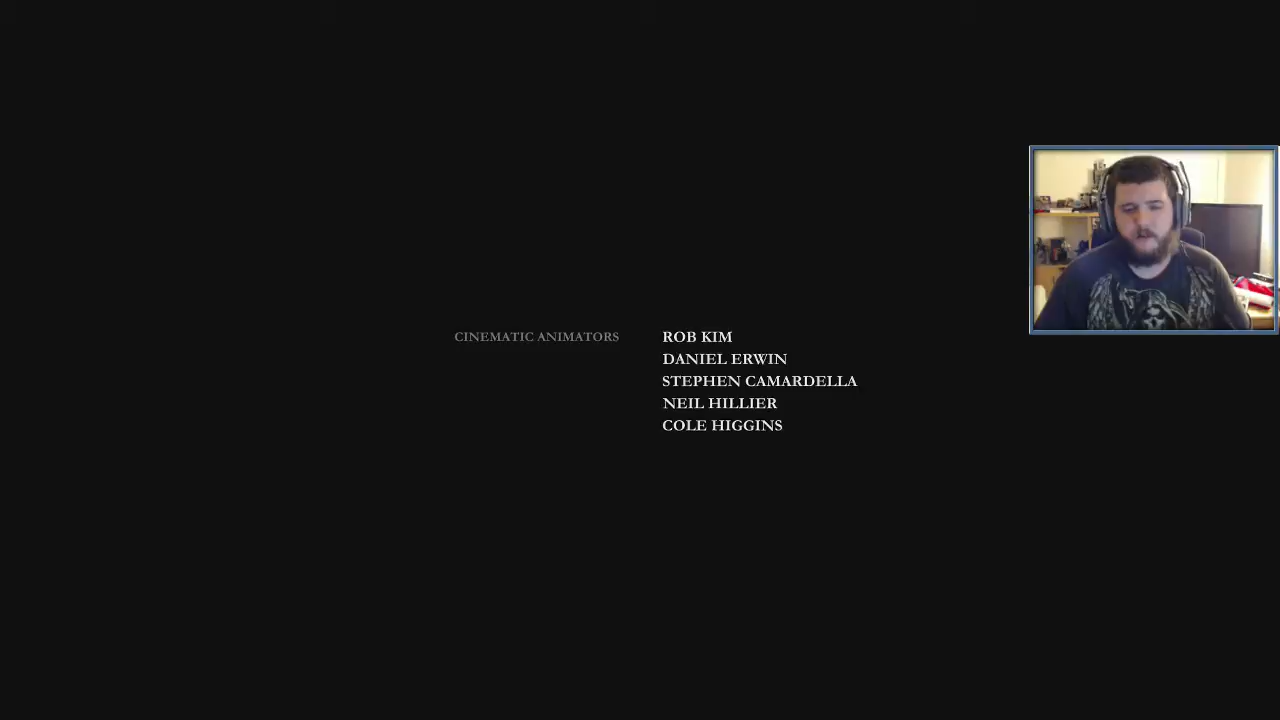 CINEMATIC ANIMATORS ROB KIM
DANIEL ERWIN
STEPHEN CAMARDELLA
NEIL HILLIER
COLE HIGGINS